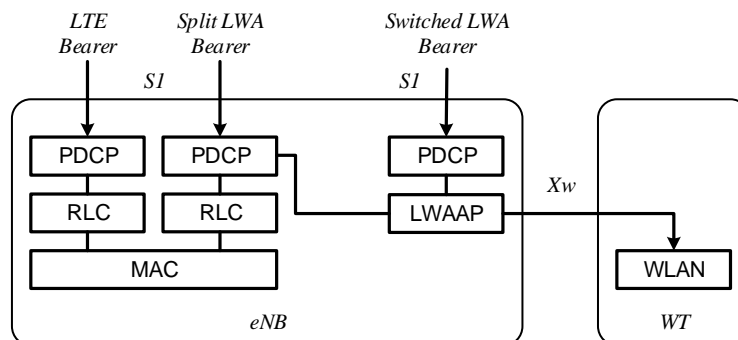 LTE Bearer
Split LWA Bearer
Switched LWA Bearer
S1
S1
PDCP
PDCP
PDCP
Xw
RLC
RLC
LWAAP
MAC
WLAN
eNB
WT